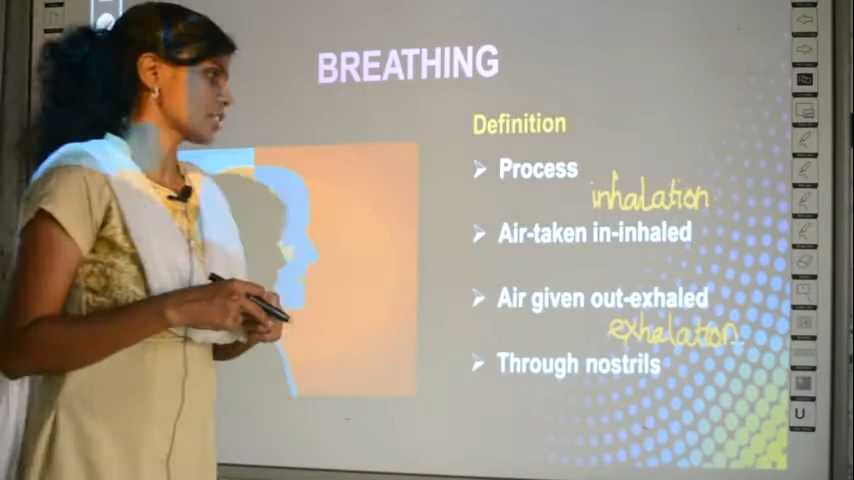 BREATHING
Definition
Process
inhalation
Air-taken in-inhaled
Air given out-exhaled
exhalation
Through nostrils
U